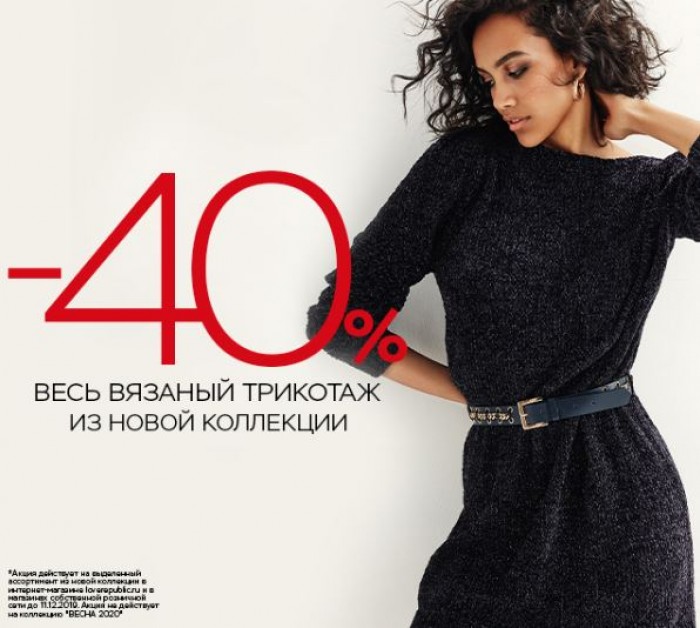 -40%
ВЕСЬ ВЯЗАНЫЙ ТРИКОТАЖ
ИЗ НОВОЙ КОЛЛЕКЦИИ
*Акция действует на выделенный
ассортимент из новой коллекции в
интернет-магазине loverepublic.ru и в
магазинах собственной розничной
сети до 11.12.2019. Акция не действует
на коллекцию "ВЕСНА 2020"